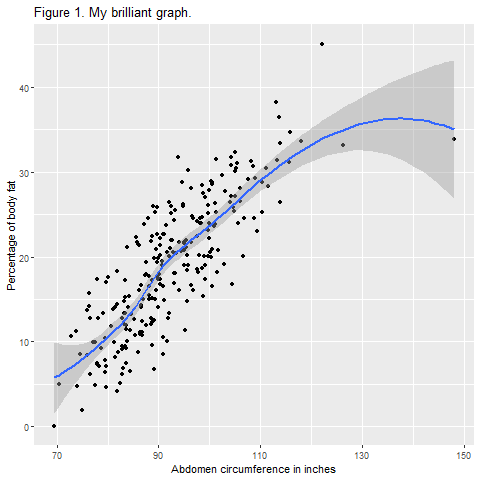 Figure 1. My brilliant graph.
Percentage of body fat
40
30
20
10
0
70 90 110 130 150
Abdomen circumference in inches